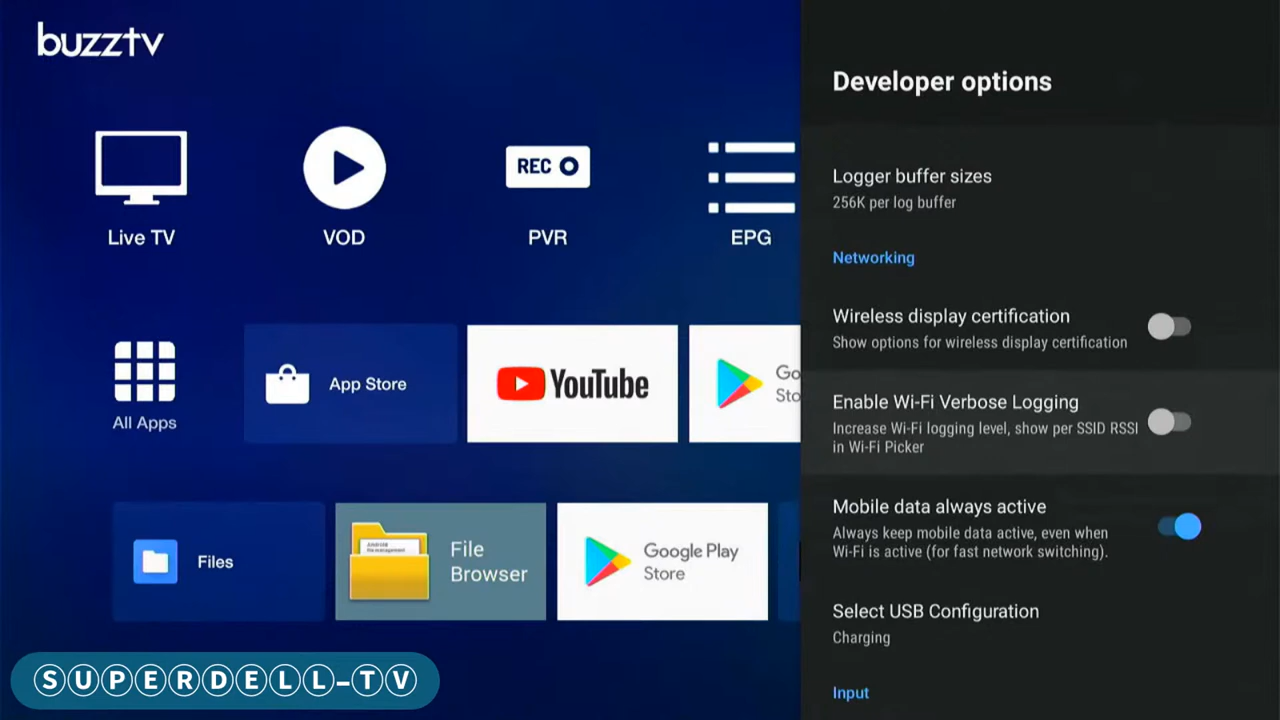 buzztv
Live TV
VOD
REC
PVR
EPG
All Apps
App Store
YouTube
Go
Sto
Files
File
Browser
Google Play
Store
SUPERDELL-TV
Developer options
Logger buffer sizes
256K per log buffer
Networking
Wireless display certification
Show options for wireless display certification
Enable Wi-Fi Verbose Logging
Increase Wi-Fi logging level, show per SSID RSSI
in Wi-Fi Picker
Mobile data always active
Always keep mobile data active, even when
Wi-Fi is active (for fast network switching).
Select USB Configuration
Charging
Input